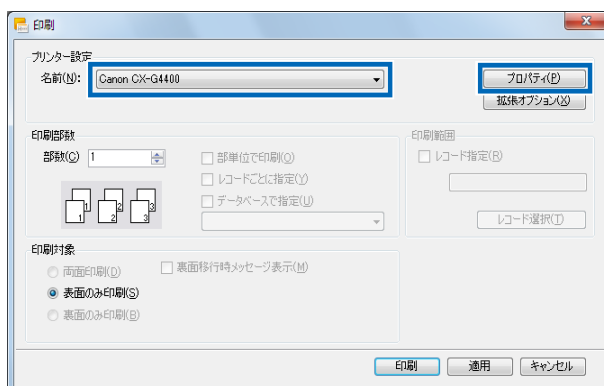 印刷
プリンター設定
名前(N): Canon CX-G4400 プロパティ(P)
拡張オプション(X)
印刷部数
部数(C) 1
部単位で印刷(O)
レコードごとに指定(Y)
データベースで指定(U)
1 1 2 2 3 3
印刷範囲
レコード指定(R)
レコード選択(T)
印刷対象
両面印刷(D) 裏面移行時メッセージ表示(M)
表面のみ印刷(S)
裏面のみ印刷(B)
印刷 適用 キャンセル